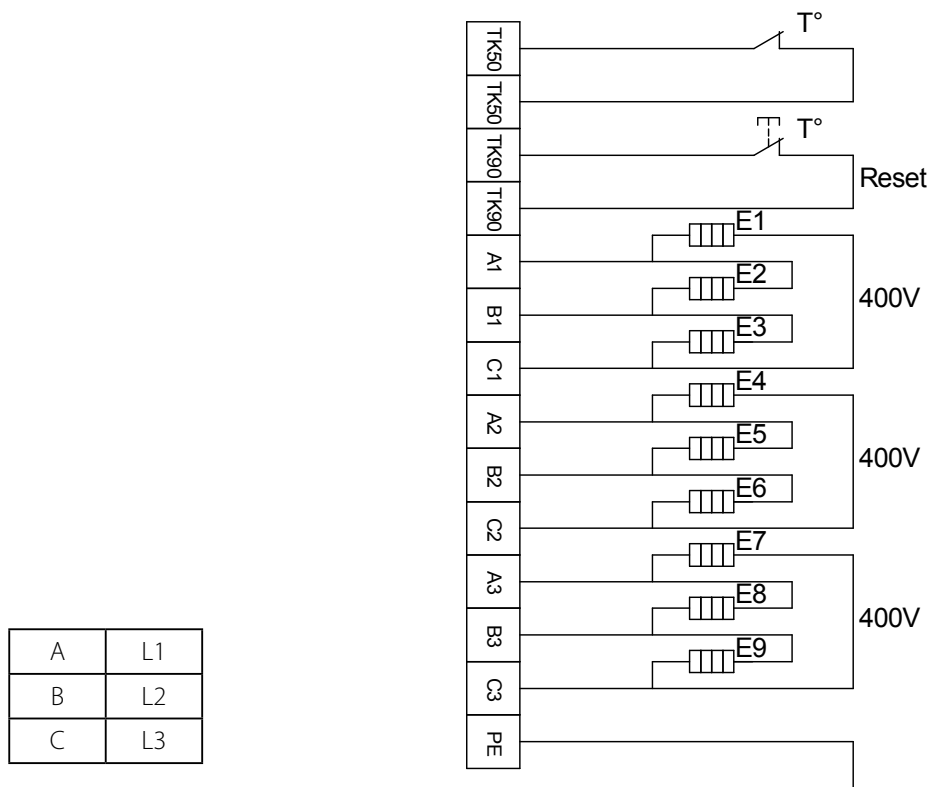 T°
TK50
TK50
T°
TK90
Reset
TK90
E1
A1
E2
400V
B1
E3
C1
E4
A2
E5
400V
B2
E6
C2
E7
A3
E8
400V
B3
E9
C3
PE
A L1
B L2
C L3